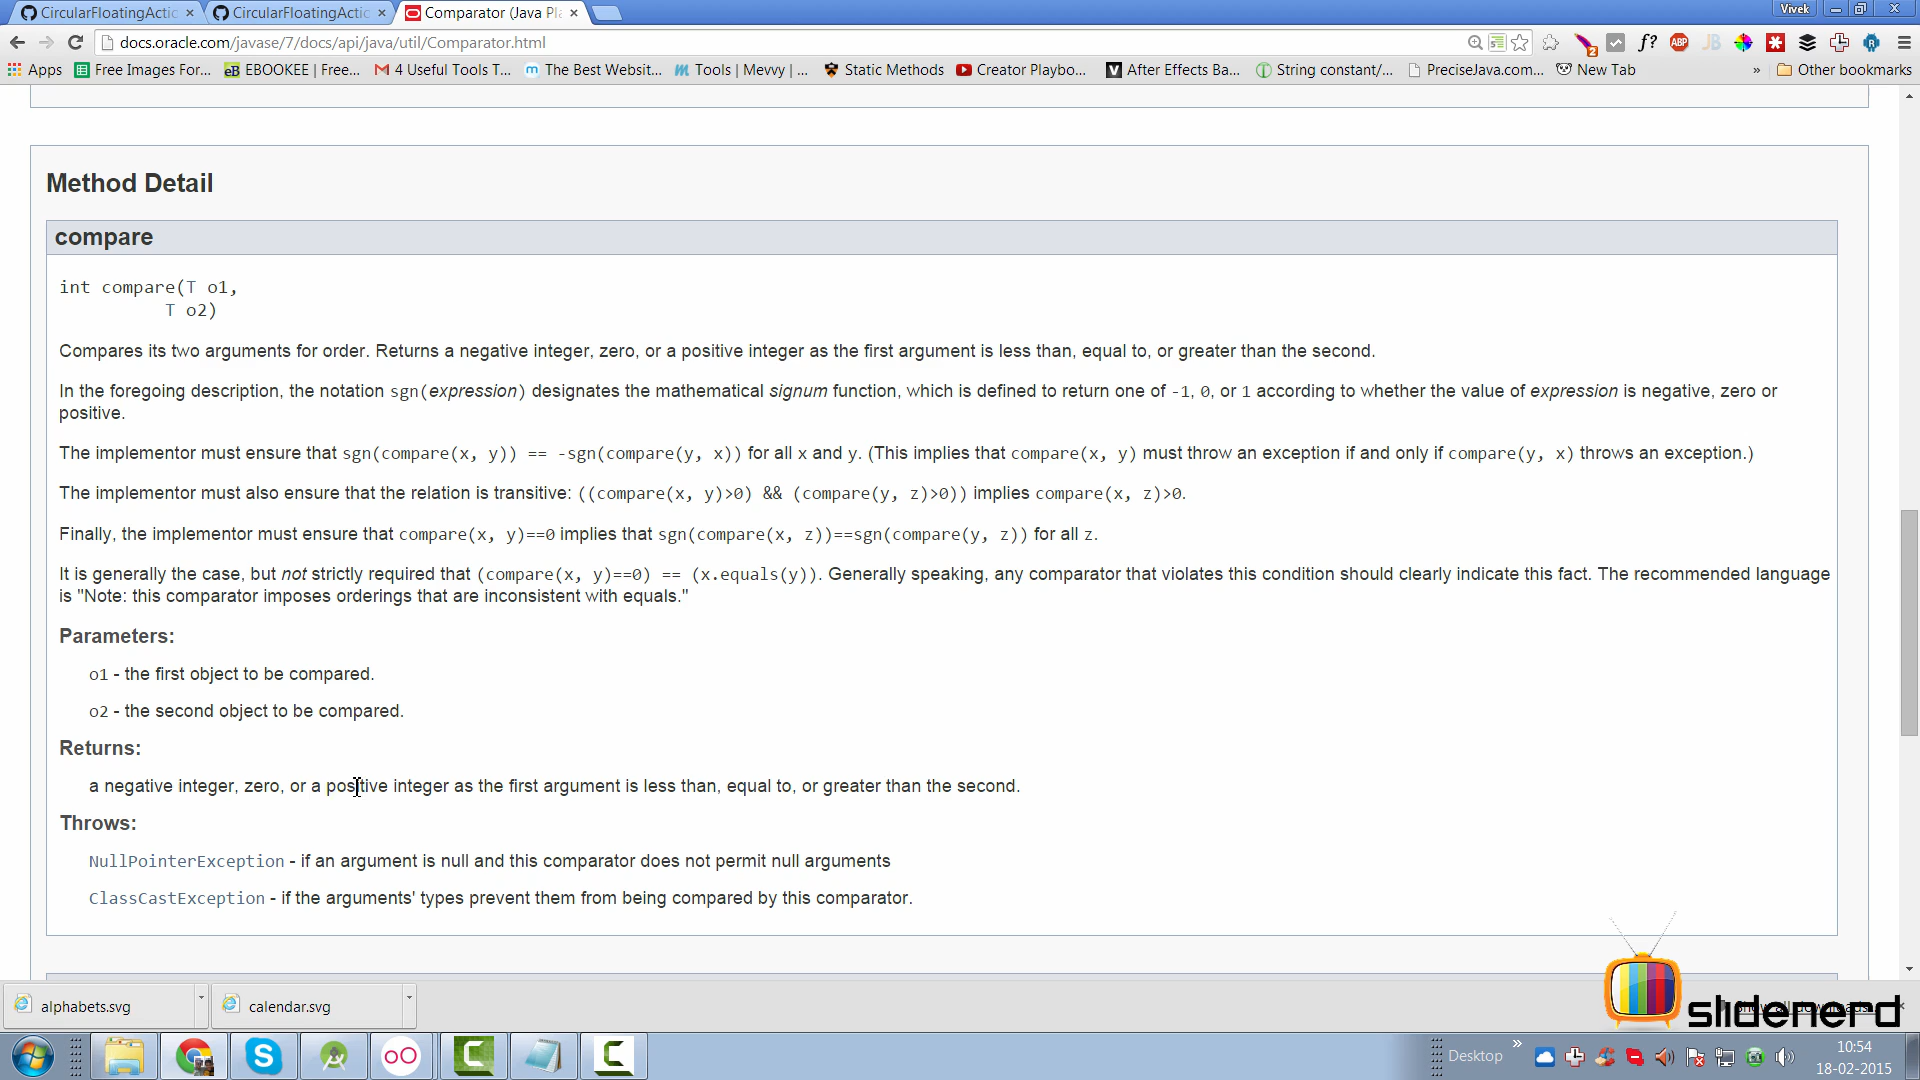 CircularFloatingActic
CircularFloatingActic
Comparator (Java Pla
Vivek
docs.oracle.com/javase/7/docs/api/java/util/Comparator.html
Apps
Free Images For...
EBOOKEE | Free...
4 Useful Tools T...
The Best Websit...
Tools | Mevvy | ...
Static Methods
Creator Playbo...
After Effects Ba...
String constant/...
PreciseJava.com...
New Tab
»
Other bookmarks
Method Detail
compare
int compare(T o1,
T o2)
Compares its two arguments for order. Returns a negative integer, zero, or a positive integer as the first argument is less than, equal to, or greater than the second.
In the foregoing description, the notation sgn(expression) designates the mathematical signum function, which is defined to return one of -1, 0, or 1 according to whether the value of expression is negative, zero or
positive.
The implementor must ensure that sgn(compare(x, y)) == -sgn(compare(y, x)) for all x and y. (This implies that compare(x, y) must throw an exception if and only if compare(y, x) throws an exception.)
The implementor must also ensure that the relation is transitive: ((compare(x, y)>0) && (compare(y, z)>0)) implies compare(x, z)>0.
Finally, the implementor must ensure that compare(x, y)==0 implies that sgn(compare(x, z))==sgn(compare(y, z)) for all z.
It is generally the case, but not strictly required that (compare(x, y)==0) == (x.equals(y)). Generally speaking, any comparator that violates this condition should clearly indicate this fact. The recommended language
is "Note: this comparator imposes orderings that are inconsistent with equals."
Parameters:
o1 - the first object to be compared.
o2 - the second object to be compared.
Returns:
a negative integer, zero, or a positive integer as the first argument is less than, equal to, or greater than the second.
Throws:
NullPointerException - if an argument is null and this comparator does not permit null arguments
ClassCastException - if the arguments' types prevent them from being compared by this comparator.
alphabets.svg
calendar.svg
slidenerd
Desktop
»
10:54
18-02-2015